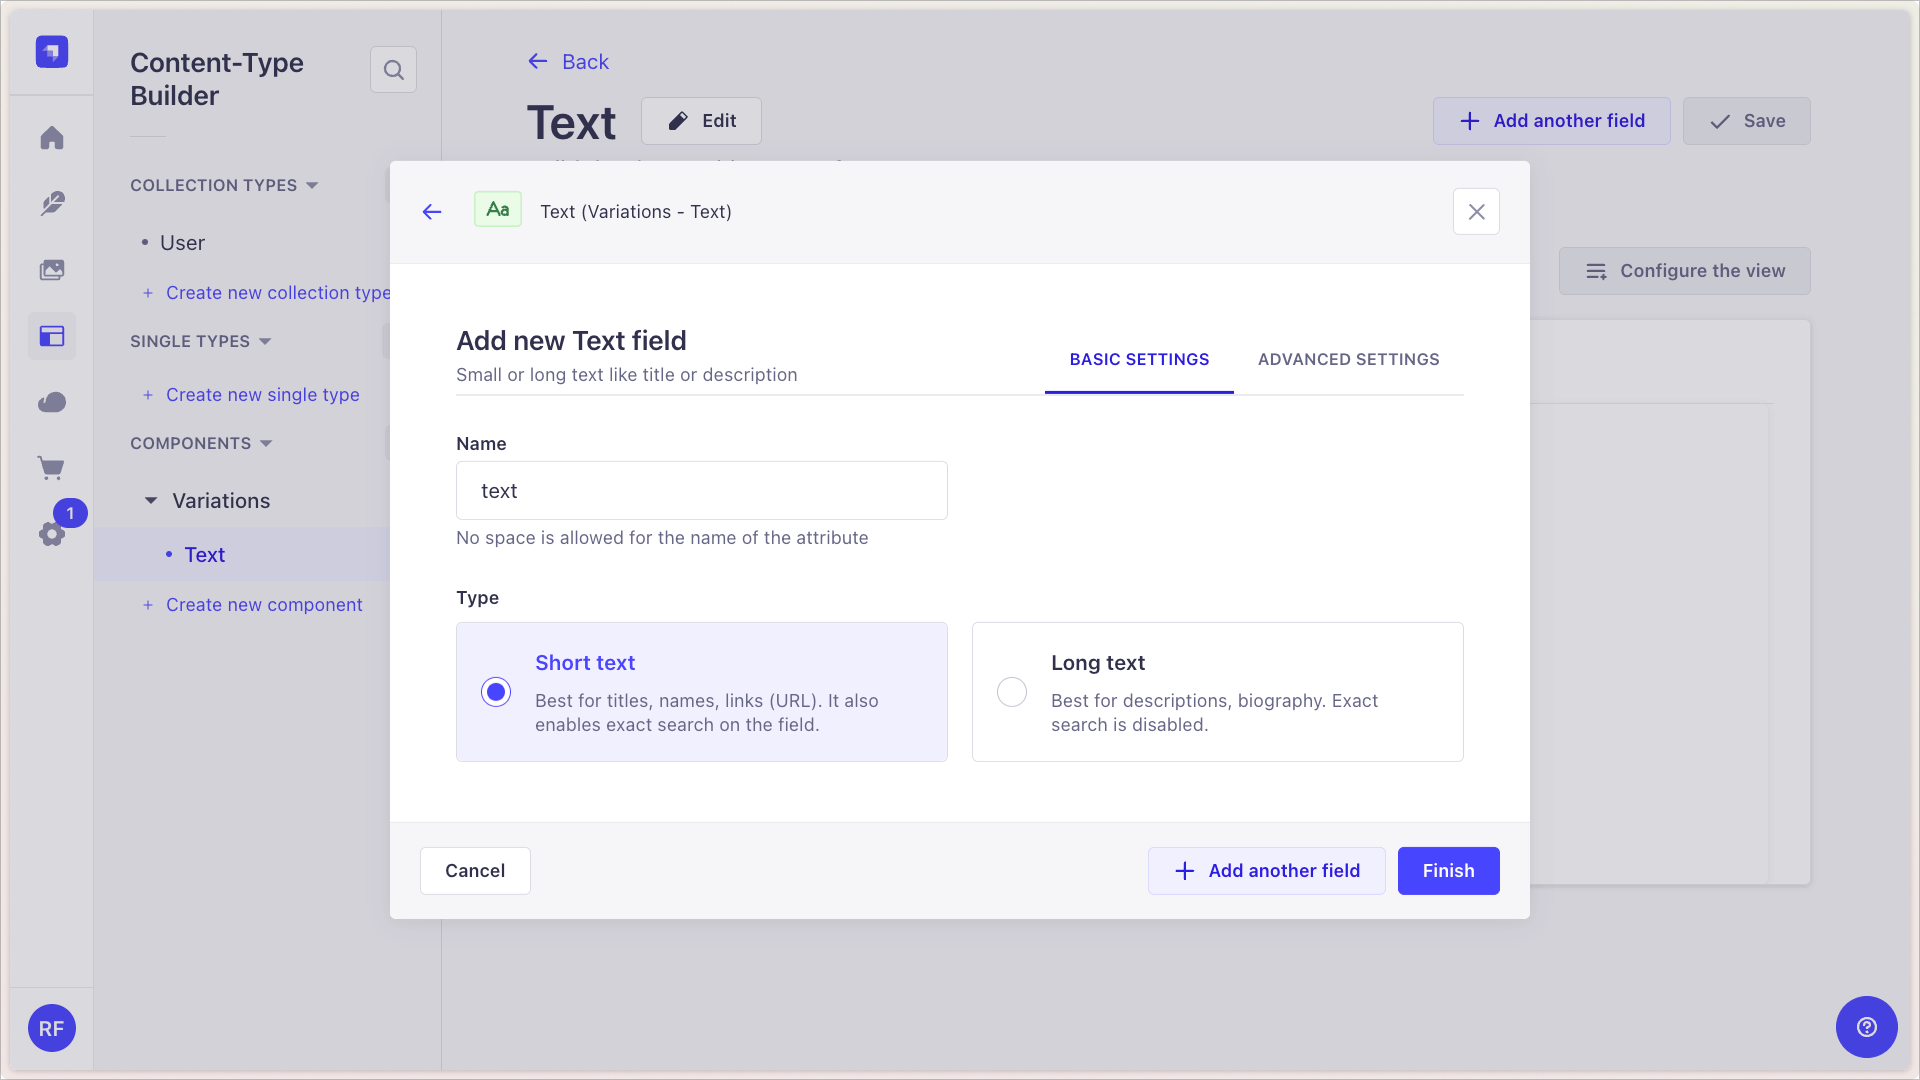 Content-Type
Builder
COLLECTION TYPES
User
+ Create new collection type
SINGLE TYPES
+ Create new single type
COMPONENTS
Variations
Text
+ Create new component
1
RF
Back
Text
Edit
Add another field
Save
Configure the view
Aa
Text (Variations - Text)
Add new Text field
Small or long text like title or description
BASIC SETTINGS
ADVANCED SETTINGS
Name
text
No space is allowed for the name of the attribute
Type
Short text
Best for titles, names, links (URL). It also
enables exact search on the field.
Long text
Best for descriptions, biography. Exact
search is disabled.
Cancel
Add another field
Finish